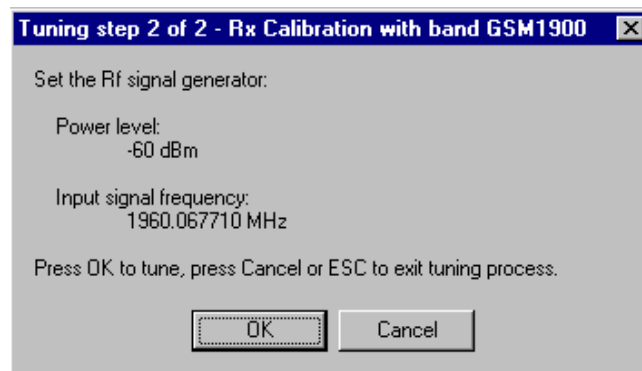 Tuning step 2 of 2 - Rx Calibration with band GSM1900
Set the Rf signal generator:
Power level:
-60 dBm
Input signal frequency:
1960.067710 MHz
Press OK to tune, press Cancel or ESC to exit tuning process.
OK
Cancel